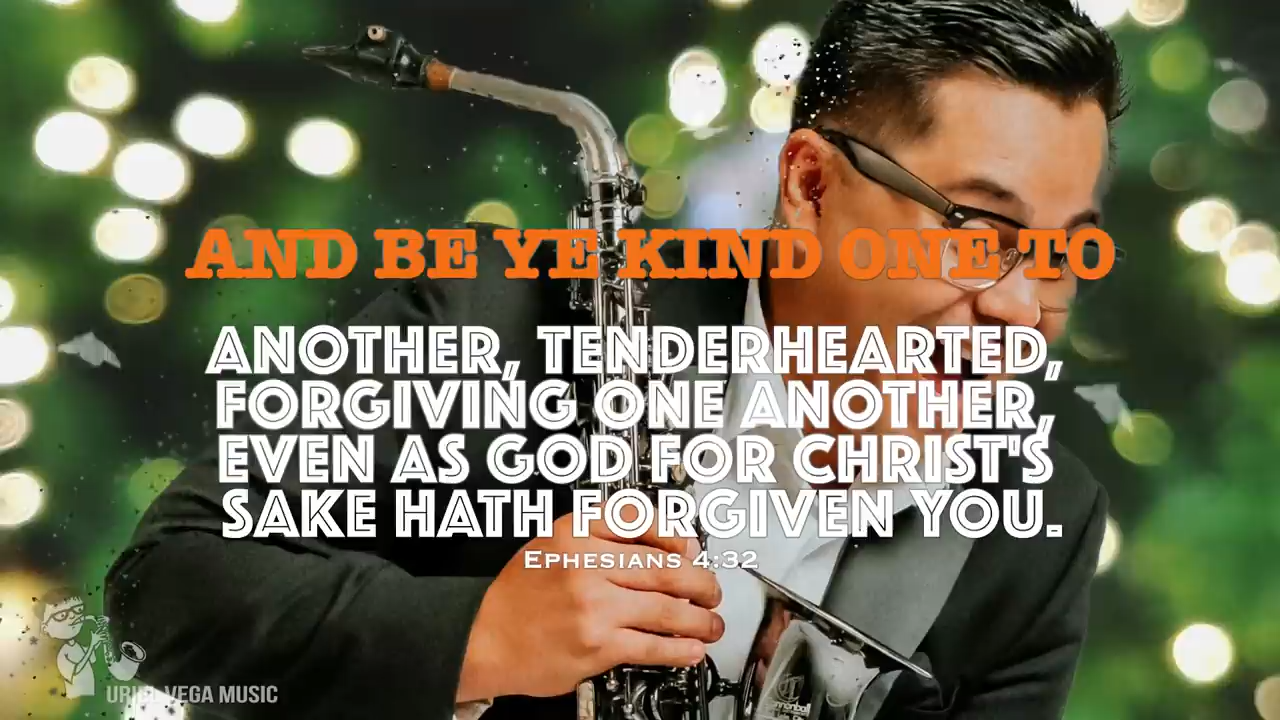 AND BE YE KIND ONE TO
ANOTHER, TENDERHEARTED,
FORGIVING ONE ANOTHER,
EVEN AS GOD FOR CHRIST'S
SAKE HATH FORGIVEN YOU.
EPHESIANS 4:32
VEGA MUSIC